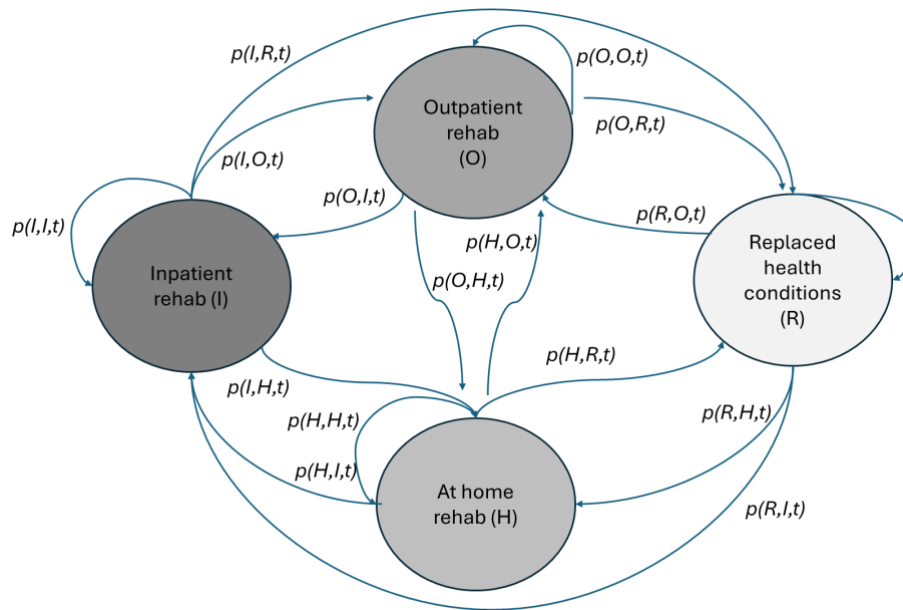 p(I,R,t)
p(O,O,t)
Outpatient
rehab
(O)
p(O,R,t)
p(I,O,t)
p(O,I,t)
p(R,O,t)
p(I,I,t)
p(H,O,t)
p(O,H,t)
Inpatient
rehab (I)
Replaced
health
conditions
(R)
p(H,R,t)
p(I,H,t)
p(R,H,t)
p(H,H,t)
p(H,I,t)
At home
rehab (H)
p(R,I,t)